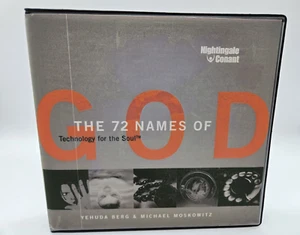 Nightingale
Conant
THE 72 NAMES OF
GOD
Technology for the Soul™
YEHUDA BERG & MICHAEL MOSKOWITZ